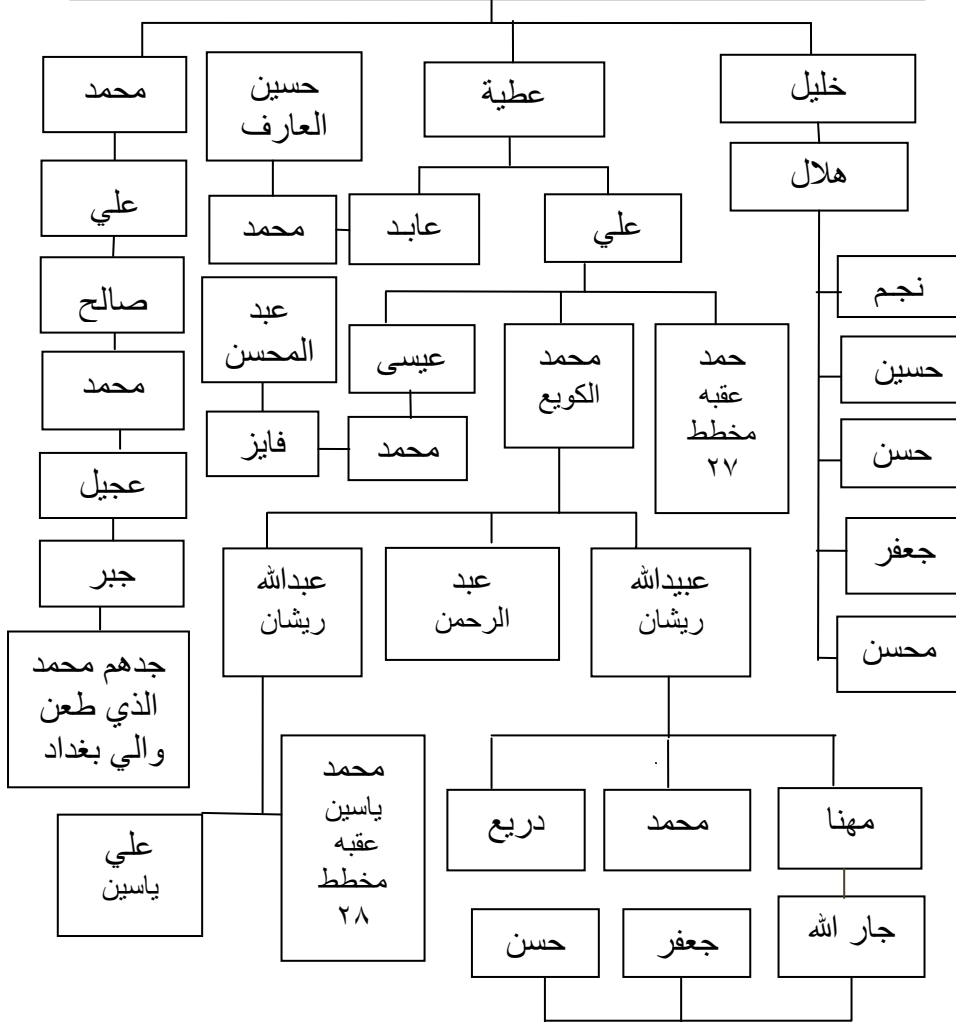 خليل
عطية
حسين
العارف
محمد
هلال
علي
عابد
محمد
علي
نجم
حمد
عقبه
مخطط
٢٧
محمد
الكويع
عيسى
عبد
المحسن
صالح
حسين
محمد
فايز
محمد
حسن
عجيل
جعفر
عبيدالله
ريشان
عبد
الرحمن
عبدالله
ريشان
جبر
محسن
جدهم محمد
الذي طعن
والي بغداد
مهنا
محمد
دريع
محمد
ياسين
عقبه
مخطط
٢٨
علي
ياسين
جار الله
جعفر
حسن